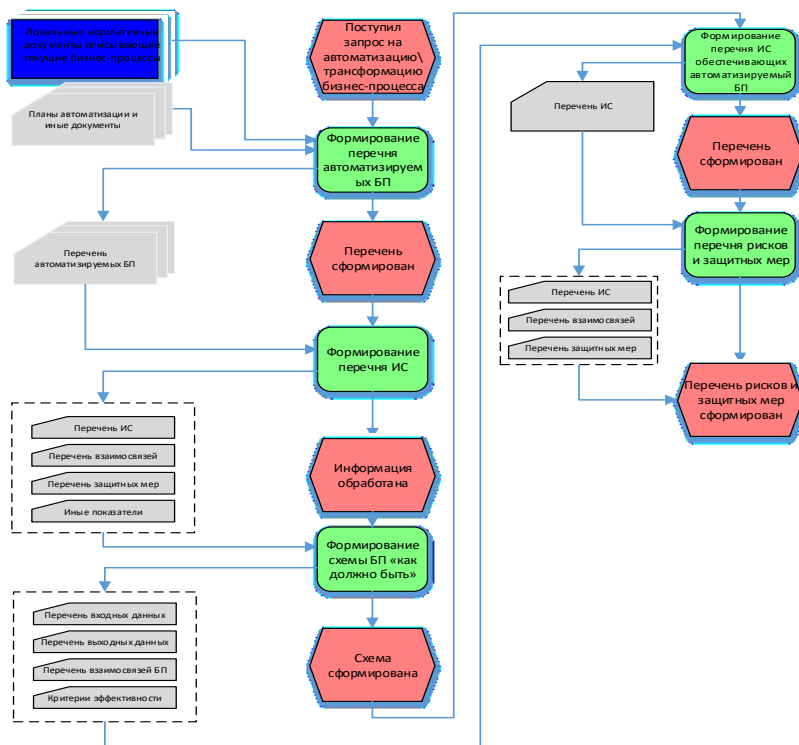 Локальные нормативные
документы описывающие
текущие бизнес-процессы
Планы автоматизации и
иные документы
Перечень
автоматизируемых БП
Перечень ИС
Перечень взаимосвязей
Перечень защитных мер
Иные показатели
Перечень входных данных
Перечень выходных данных
Перечень взаимосвязей БП
Критерии эффективности
Поступил
запрос на
автоматизацию\
трансформацию
бизнес-процесса
Формирование
перечня
автоматизируем
ых БП
Перечень
сформирован
Формирование
перечня ИС
Информация
обработана
Формирование
схемы БП «как
должно быть»
Схема
сформирована
Формирование
перечня ИС
обеспечивающих
автоматизируемый
БП
Перечень ИС
Перечень
сформирован
Формирование
перечня рисков
и защитных мер
Перечень ИС
Перечень взаимосвязей
Перечень защитных мер
Перечень рисков и
защитных мер
сформирован